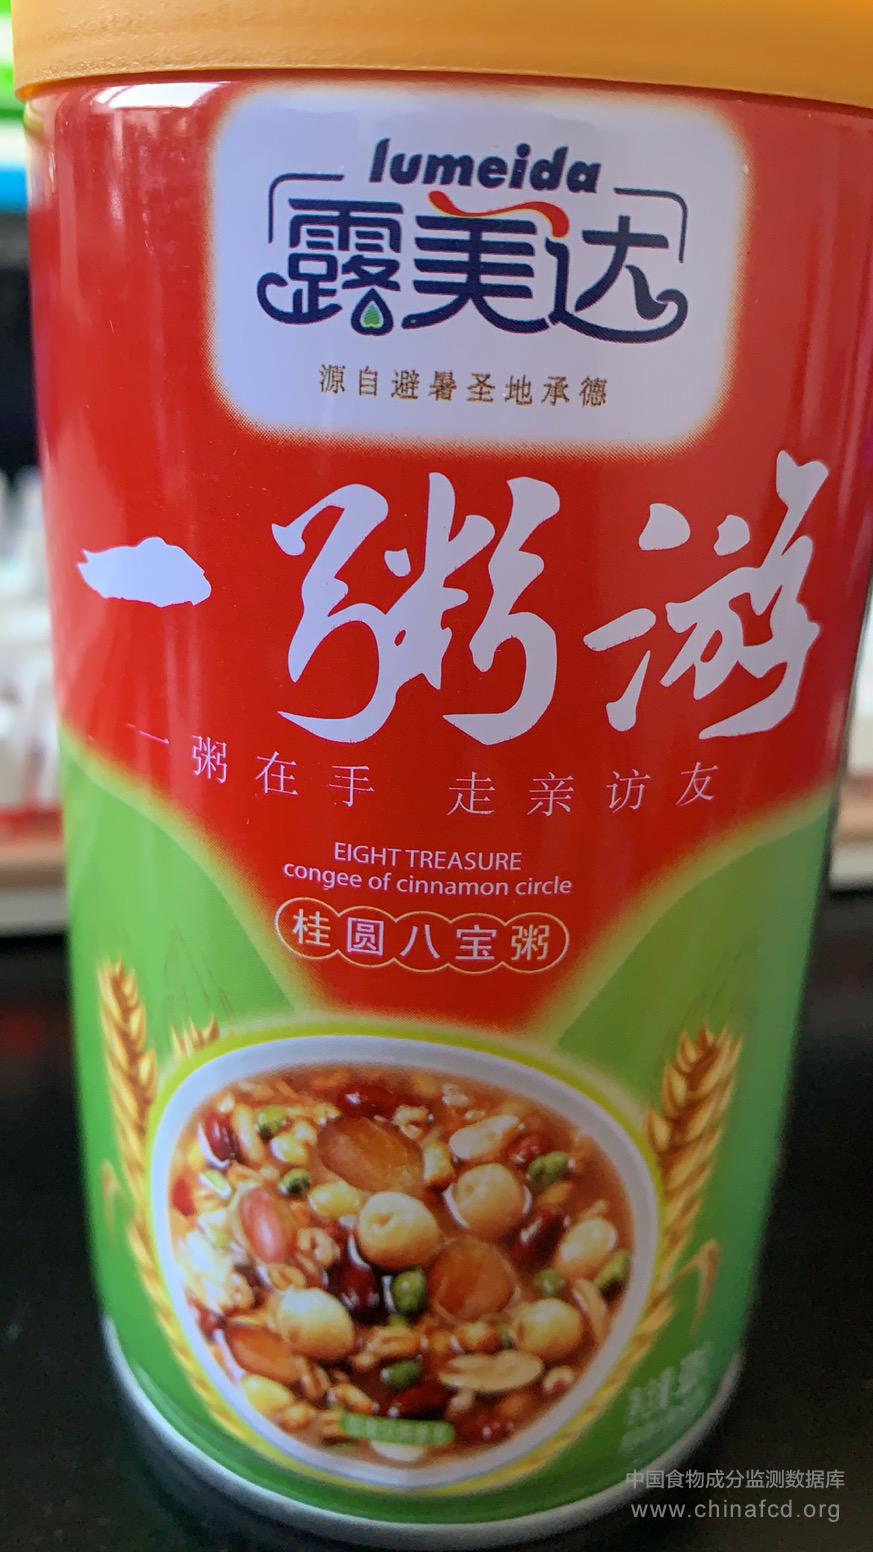 lumeida
露美达
源自避暑圣地承德
一粥游
一粥在手 走亲访友
EIGHT TREASURE
congee of cinnamon circle
桂圆八宝粥
中国食物成分监测数据库
www.chinafcd.org